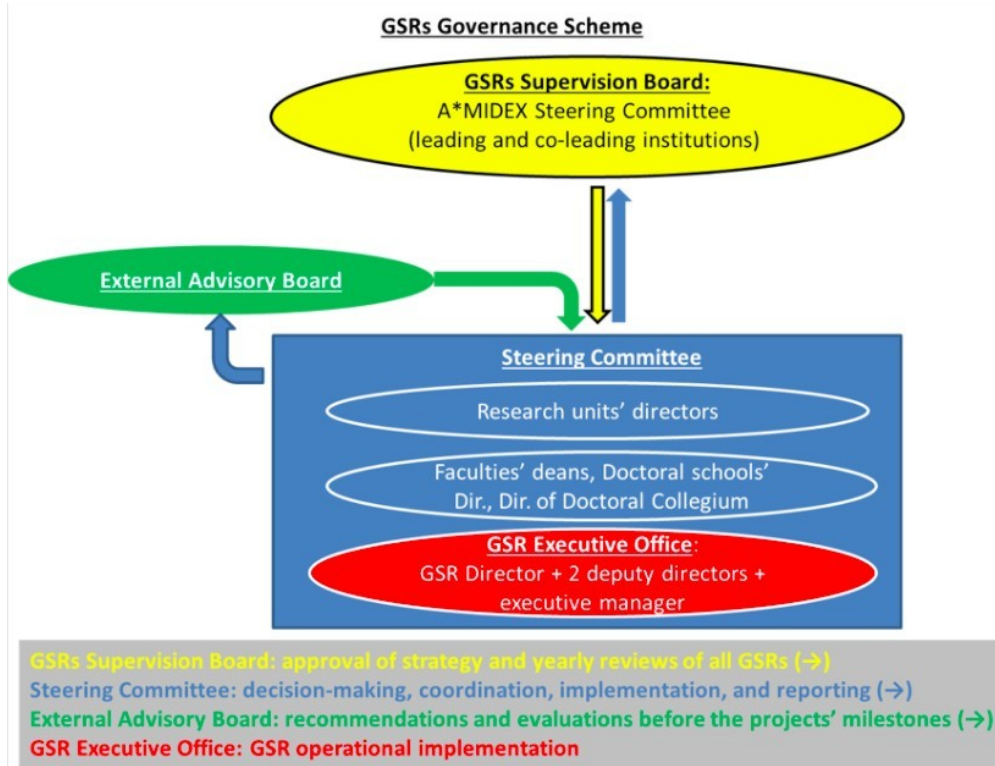 GSRs Governance Scheme
GSRs Supervision Board:
A*MIDEX Steering Committee
(leading and co-leading institutions)
External Advisory Board
Steering Committee
Research units’ directors
Faculties’ deans, Doctoral schools’
Dir., Dir. of Doctoral Collegium
GSR Executive Office:
GSR Director + 2 deputy directors +
executive manager
GSRs Supervision Board: approval of strategy and yearly reviews of all GSRs (→)
Steering Committee: decision-making, coordination, implementation, and reporting (→)
External Advisory Board: recommendations and evaluations before the projects’ milestones (→)
GSR Executive Office: GSR operational implementation